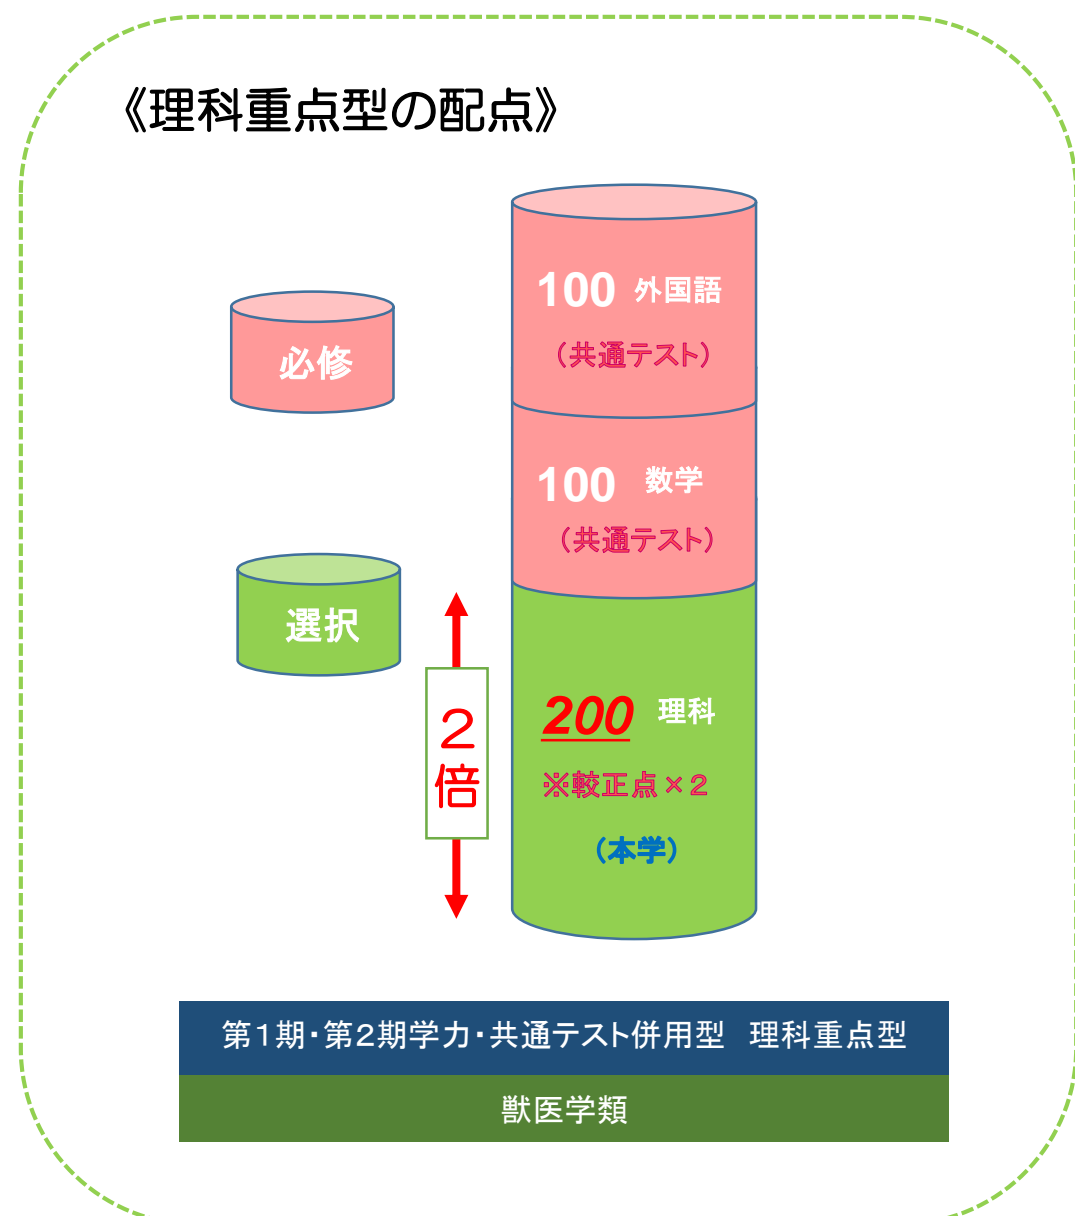 《理科重点型の配点》
100 外国語
(共通テスト)
必修
100 数学
(共通テスト)
選択
2倍
200 理科
※較正点×2
(本学)
第1期・第2期学力・共通テスト併用型 理科重点型
獣医学類